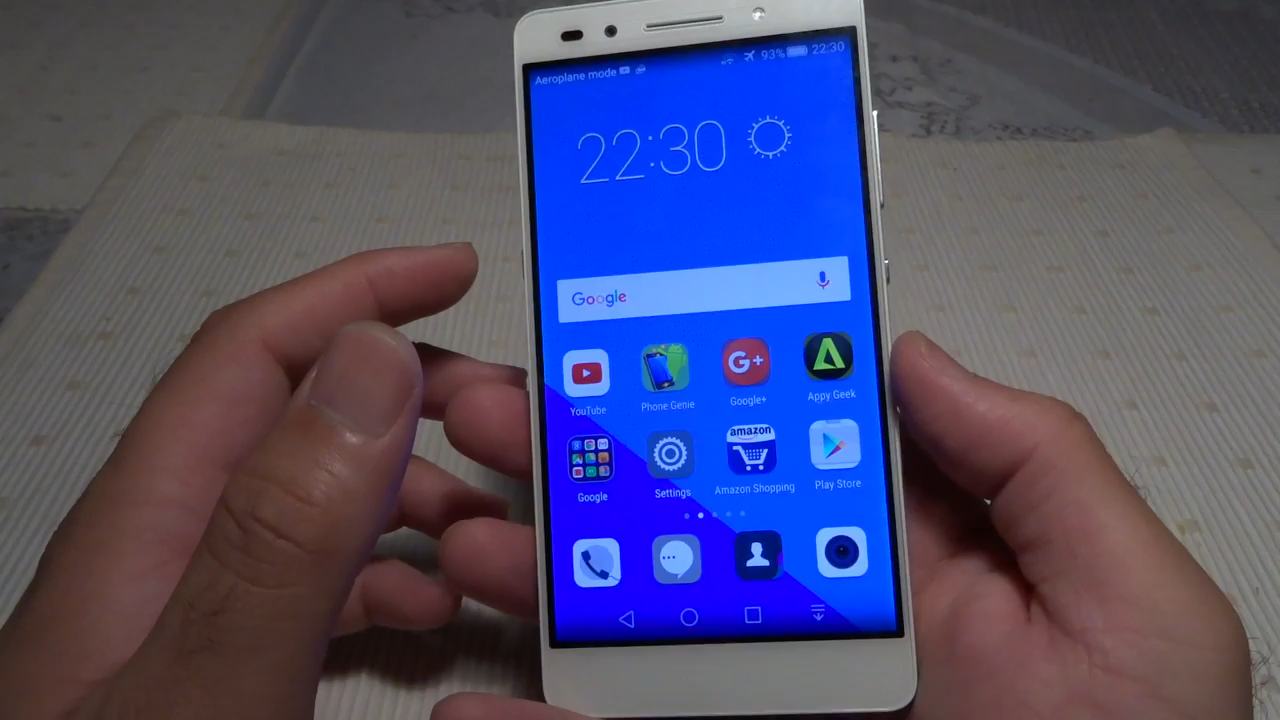 Aeroplane mode 93% 22:30
22:30
Google
YouTube Phone Genie Google+ Appy Geek
amazon
Google Settings Amazon Shopping Play Store